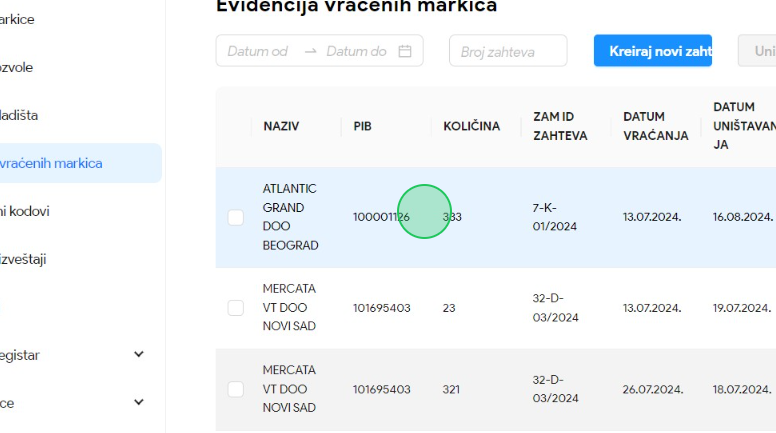 Evidencija vraćenih markica
arkice
Datum od → Datum do
Broj zahteva
Kreiraj novi zaht
Uni
ozvole
ladišta
vraćenih markica
ni kodovi
izveštaji
egistar
ce
NAZIV
PIB
KOLIČINA
ZAM ID
ZAHTEVA
DATUM
VRAĆANJA
DATUM
UNIŠTAVAN
JA
ATLANTIC
GRAND
DOO
BEOGRAD
100001126
333
7-K-
01/2024
13.07.2024.
16.08.2024.
MERCATA
VT DOO
NOVI SAD
101695403
23
32-D-
03/2024
13.07.2024.
19.07.2024.
MERCATA
VT DOO
NOVI SAD
101695403
321
32-D-
03/2024
26.07.2024.
18.07.2024.